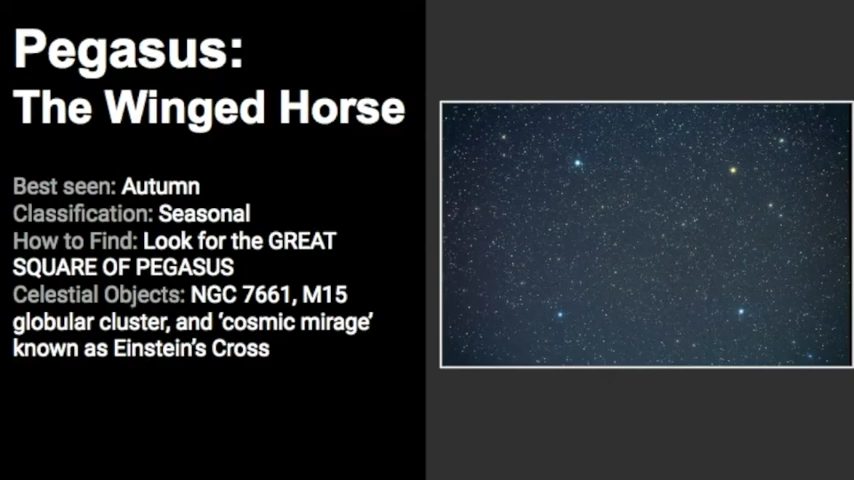 Pegasus:
The Winged Horse
Best seen: Autumn
Classification: Seasonal
How to Find: Look for the GREAT
SQUARE OF PEGASUS
Celestial Objects: NGC 7661, M15
globular cluster, and ‘cosmic mirage’
known as Einstein’s Cross